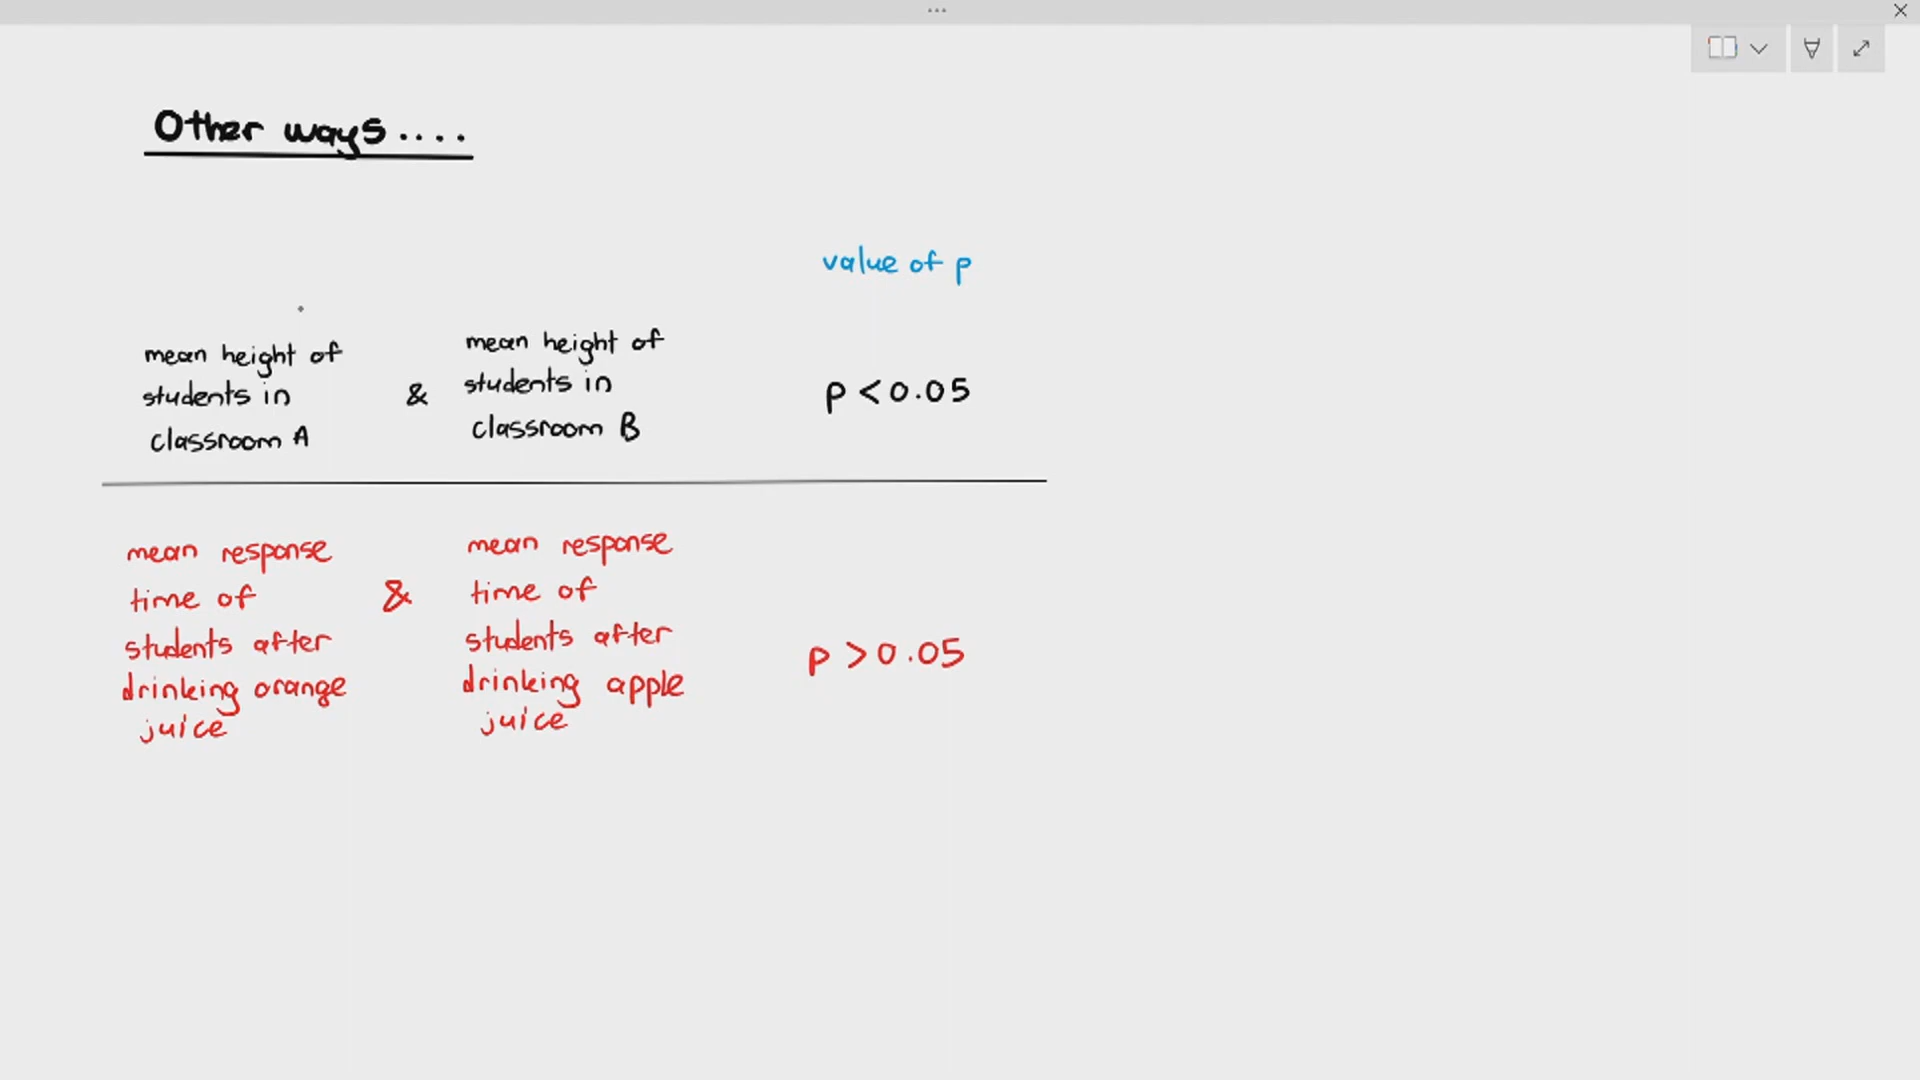 Other ways....
value of p
mean height of
students in
classroom A
&
mean height of
students in
classroom B
p < 0.05
mean response
time of
students after
drinking orange
juice
&
mean response
time of
students after
drinking apple
juice
p > 0.05